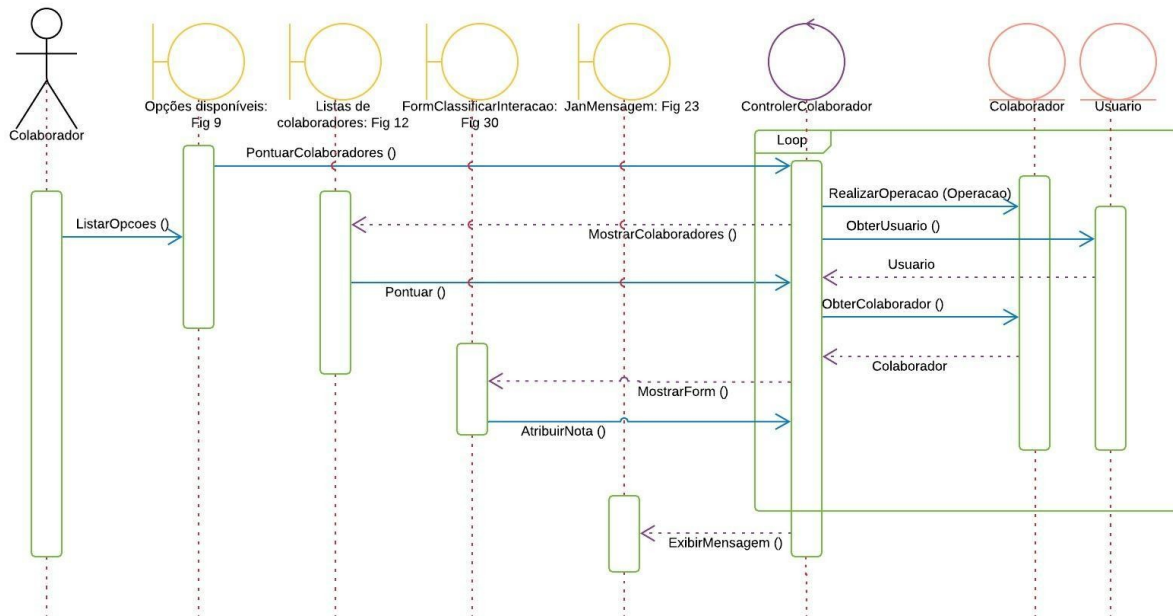 Colaborador
Opções disponíveis:
Fig 9
Listas de
colaboradores: Fig 12
FormClassificarInteracao:
Fig 30
JanMensagem: Fig 23
ControlerColaborador
Colaborador
Usuario
Loop
PontuarColaboradores ()
RealizarOperacao (Operacao)
ListarOpcoes ()
MostrarColaboradores ()
ObterUsuario ()
Usuario
Pontuar ()
ObterColaborador ()
Colaborador
MostrarForm ()
AtribuirNota ()
ExibirMensagem ()